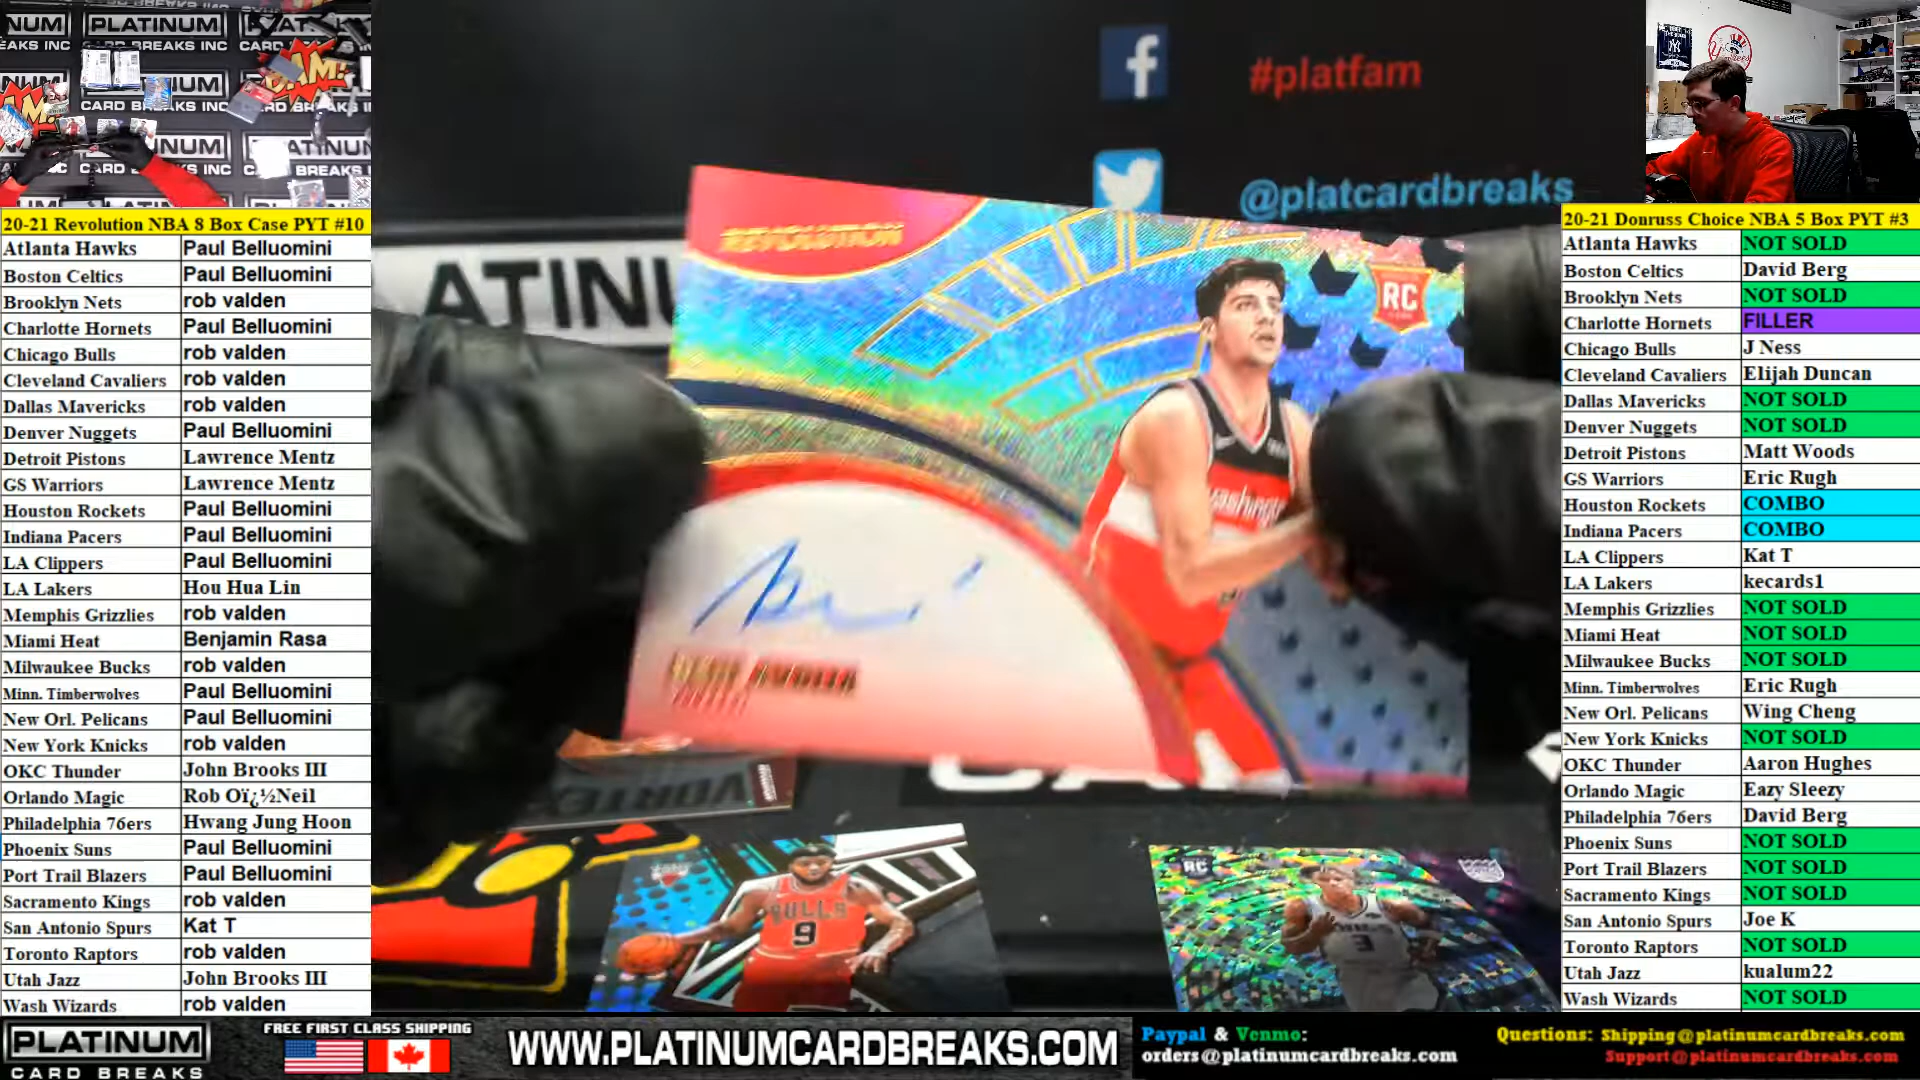 PLATINUM
CARD BREAKS INC
#platfam
@platcardbreaks
20-21 Revolution NBA 8 Box Case PYT #10
Atlanta Hawks Paul Belluomini
Boston Celtics Paul Belluomini
Brooklyn Nets rob valden
Charlotte Hornets Paul Belluomini
Chicago Bulls rob valden
Cleveland Cavaliers rob valden
Dallas Mavericks rob valden
Denver Nuggets Paul Belluomini
Detroit Pistons Lawrence Mentz
GS Warriors Lawrence Mentz
Houston Rockets Paul Belluomini
Indiana Pacers Paul Belluomini
LA Clippers Paul Belluomini
LA Lakers Hou Hua Lin
Memphis Grizzlies rob valden
Miami Heat Benjamin Rasa
Milwaukee Bucks rob valden
Minn. Timberwolves Paul Belluomini
New Orl. Pelicans Paul Belluomini
New York Knicks rob valden
OKC Thunder John Brooks III
Orlando Magic Rob Oï¿½Neil
Philadelphia 76ers Hwang Jung Hoon
Phoenix Suns Paul Belluomini
Port Trail Blazers Paul Belluomini
Sacramento Kings rob valden
San Antonio Spurs Kat T
Toronto Raptors rob valden
Utah Jazz John Brooks III
Wash Wizards rob valden
REVOLUTION
RC
washington
ATINU
BULLS
9
RC
3
20-21 Donruss Choice NBA 5 Box PYT #3
Atlanta Hawks NOT SOLD
Boston Celtics David Berg
Brooklyn Nets NOT SOLD
Charlotte Hornets FILLER
Chicago Bulls J Ness
Cleveland Cavaliers Elijah Duncan
Dallas Mavericks NOT SOLD
Denver Nuggets NOT SOLD
Detroit Pistons Matt Woods
GS Warriors Eric Rugh
Houston Rockets COMBO
Indiana Pacers COMBO
LA Clippers Kat T
LA Lakers kecards1
Memphis Grizzlies NOT SOLD
Miami Heat NOT SOLD
Milwaukee Bucks NOT SOLD
Minn. Timberwolves Eric Rugh
New Orl. Pelicans Wing Cheng
New York Knicks NOT SOLD
OKC Thunder Aaron Hughes
Orlando Magic Eazy Sleezy
Philadelphia 76ers David Berg
Phoenix Suns NOT SOLD
Port Trail Blazers NOT SOLD
Sacramento Kings NOT SOLD
San Antonio Spurs Joe K
Toronto Raptors NOT SOLD
Utah Jazz kualum22
Wash Wizards NOT SOLD
PLATINUM
CARD BREAKS
FREE FIRST CLASS SHIPPING
WWW.PLATINUMCARDBREAKS.COM
Paypal & Venmo:
orders@platinumcardbreaks.com
Questions: Shipping@platinumcardbreaks.com
Support@platinumcardbreaks.com